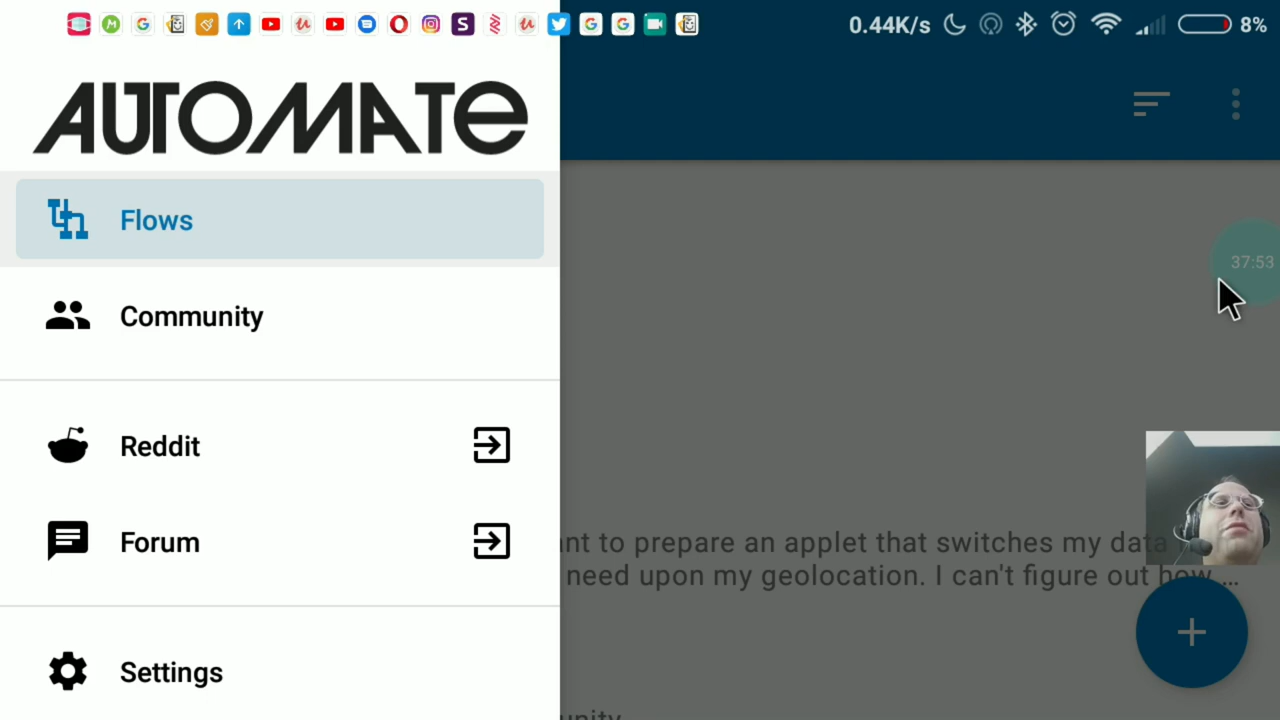 0.44K/s
8%
AUTOMATE
Flows
37:53
Community
Reddit
Forum
to prepare an applet that switches my data
need upon my geolocation. I can't figure out how ...
Settings